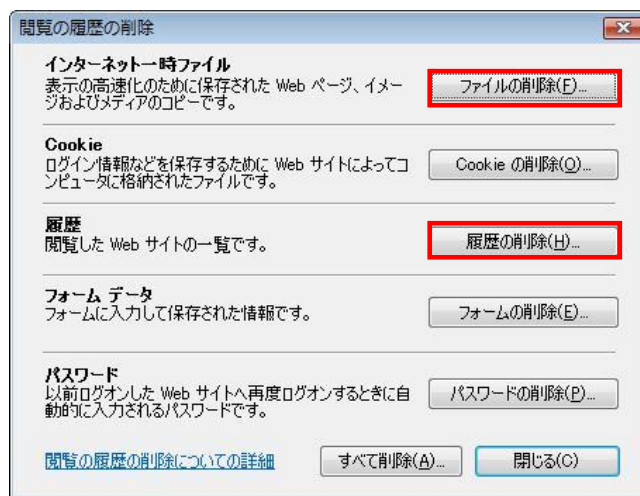 閲覧の履歴の削除
インターネット一時ファイル
表示の高速化のために保存された Web ページ、イメー
ジおよびメディアのコピーです。
ファイルの削除(F)...
Cookie
ログイン情報などを保存するために Web サイトによってコ
ンピュータに格納されたファイルです。
Cookie の削除(O)...
履歴
閲覧した Web サイトの一覧です。
履歴の削除(H)...
フォーム データ
フォームに入力して保存された情報です。
フォームの削除(E)...
パスワード
以前ログオンした Web サイトへ再度ログオンするときに自
動的に入力されるパスワードです。
パスワードの削除(P)...
閲覧の履歴の削除についての詳細
すべて削除(A)...
閉じる(C)